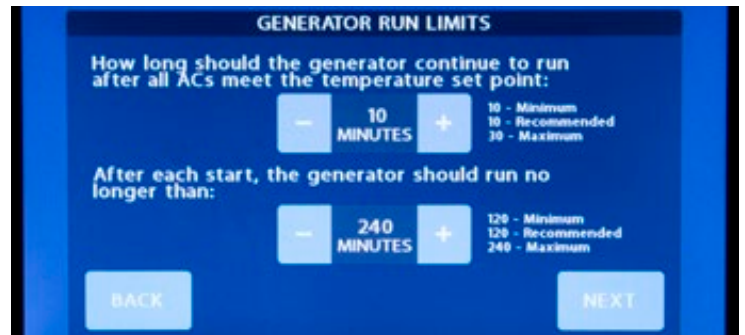 GENERATOR RUN LIMITS
How long should the generator continue to run
after all ACs meet the temperature set point:
− 10 +
MINUTES
10 - Minimum
10 - Recommended
30 - Maximum
After each start, the generator should run no
longer than:
− 240 +
MINUTES
120 - Minimum
120 - Recommended
240 - Maximum
BACK
NEXT